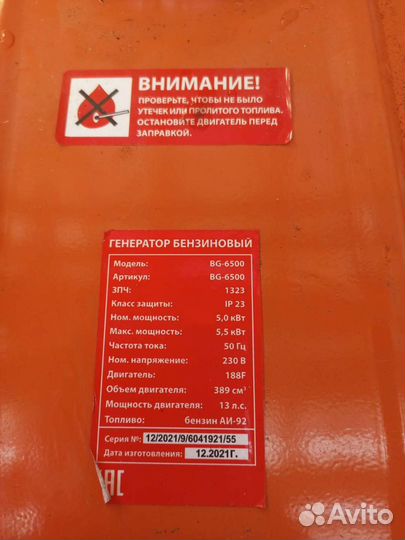 ВНИМАНИЕ!
ПРОВЕРЬТЕ, ЧТОБЫ НЕ БЫЛО
УТЕЧЕК ИЛИ ПРОЛИТОГО ТОПЛИВА.
ОСТАНОВИТЕ ДВИГАТЕЛЬ ПЕРЕД
ЗАПРАВКОЙ.
ГЕНЕРАТОР БЕНЗИНОВЫЙ
Модель: BG-6500
Артикул: BG-6500
ЗПЧ: 1323
Класс защиты: IP 23
Ном. мощность: 5,0 кВт
Макс. мощность: 5,5 кВт
Частота тока: 50 Гц
Ном. напряжение: 230 В
Двигатель: 188F
Объем двигателя: 389 см³
Мощность двигателя: 13 л.с.
Топливо: бензин АИ-92
Серия №: 12/2021/9/6041921/55
Дата изготовления: 12.2021Г.
EAC
Avito